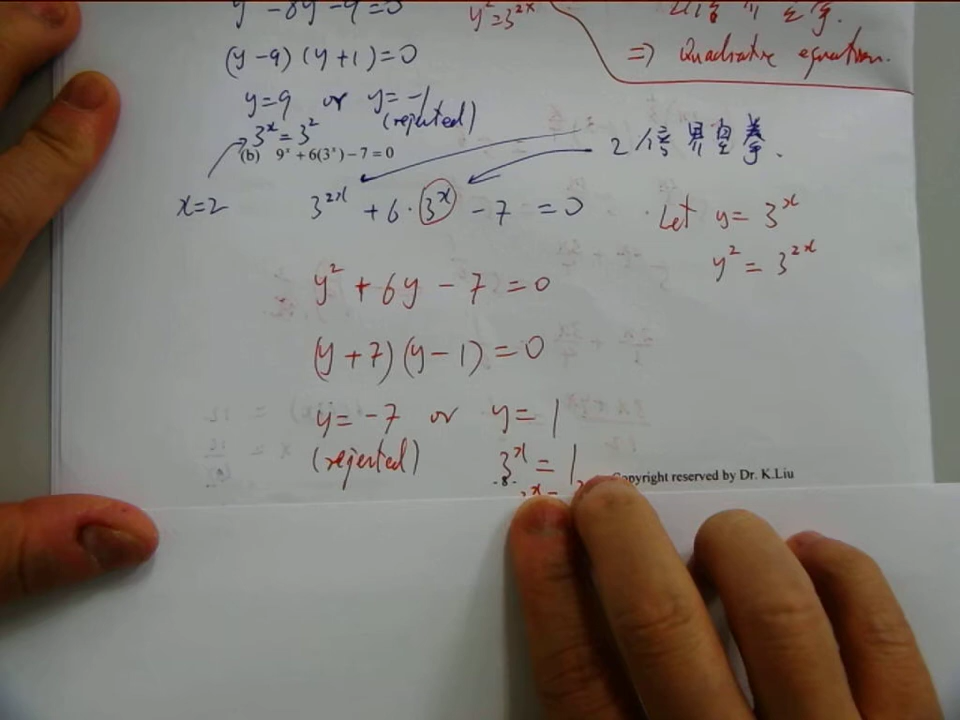 y² - 8y - 9 = 0
y² = 3²ˣ
(y-9) (y+1) = 0
⇒ Quadratic equation.
y = 9 or y = -1
(rejected)
3ˣ = 3²
(b) 9ˣ + 6(3ˣ) – 7 = 0
2倍
x = 2
3²ˣ + 6 · 3ˣ - 7 = 0
Let y = 3ˣ
y² = 3²ˣ
y² + 6y - 7 = 0
(y + 7) (y - 1) = 0
y = -7 or y = 1
(rejected)
3ˣ = 1
-8-
Copyright reserved by Dr. K.Liu